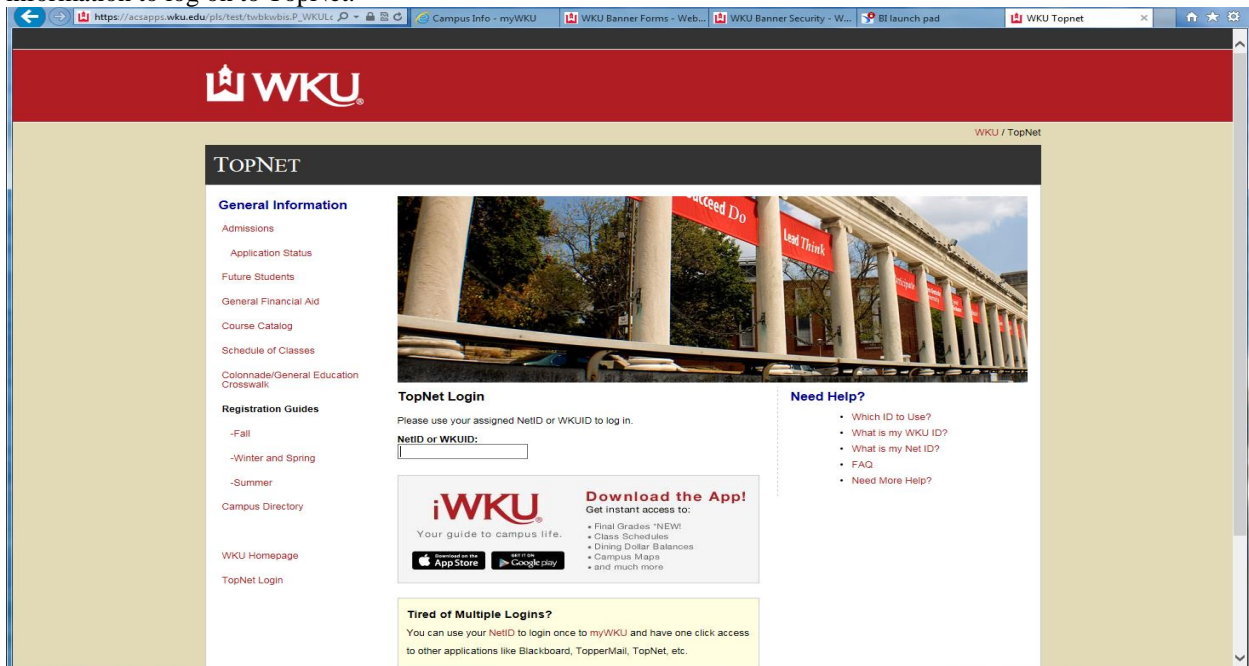 information to log on to TopNet.
https://acsapps.wku.edu/pls/test/twbkwbis.P_WKULc
Campus Info - myWKU
WKU Banner Forms - Web...
WKU Banner Security - W...
BI launch pad
WKU Topnet
WKU
WKU / TopNet
TOPNET
General Information
Admissions
Application Status
Future Students
General Financial Aid
Course Catalog
Schedule of Classes
Colonnade/General Education
Crosswalk
Registration Guides
-Fall
-Winter and Spring
-Summer
Campus Directory
WKU Homepage
TopNet Login
Succeed Do
Lead Think
TopNet Login
Please use your assigned NetID or WKUID to log in.
NetID or WKUID:
Need Help?
• Which ID to Use?
• What is my WKU ID?
• What is my Net ID?
• FAQ
• Need More Help?
iWKU
Your guide to campus life.
Download on the
App Store
GET IT ON
Google play
Download the App!
Get instant access to:
• Final Grades *NEW!
• Class Schedules
• Dining Dollar Balances
• Campus Maps
• and much more
Tired of Multiple Logins?
You can use your NetID to login once to myWKU and have one click access
to other applications like Blackboard, TopperMail, TopNet, etc.